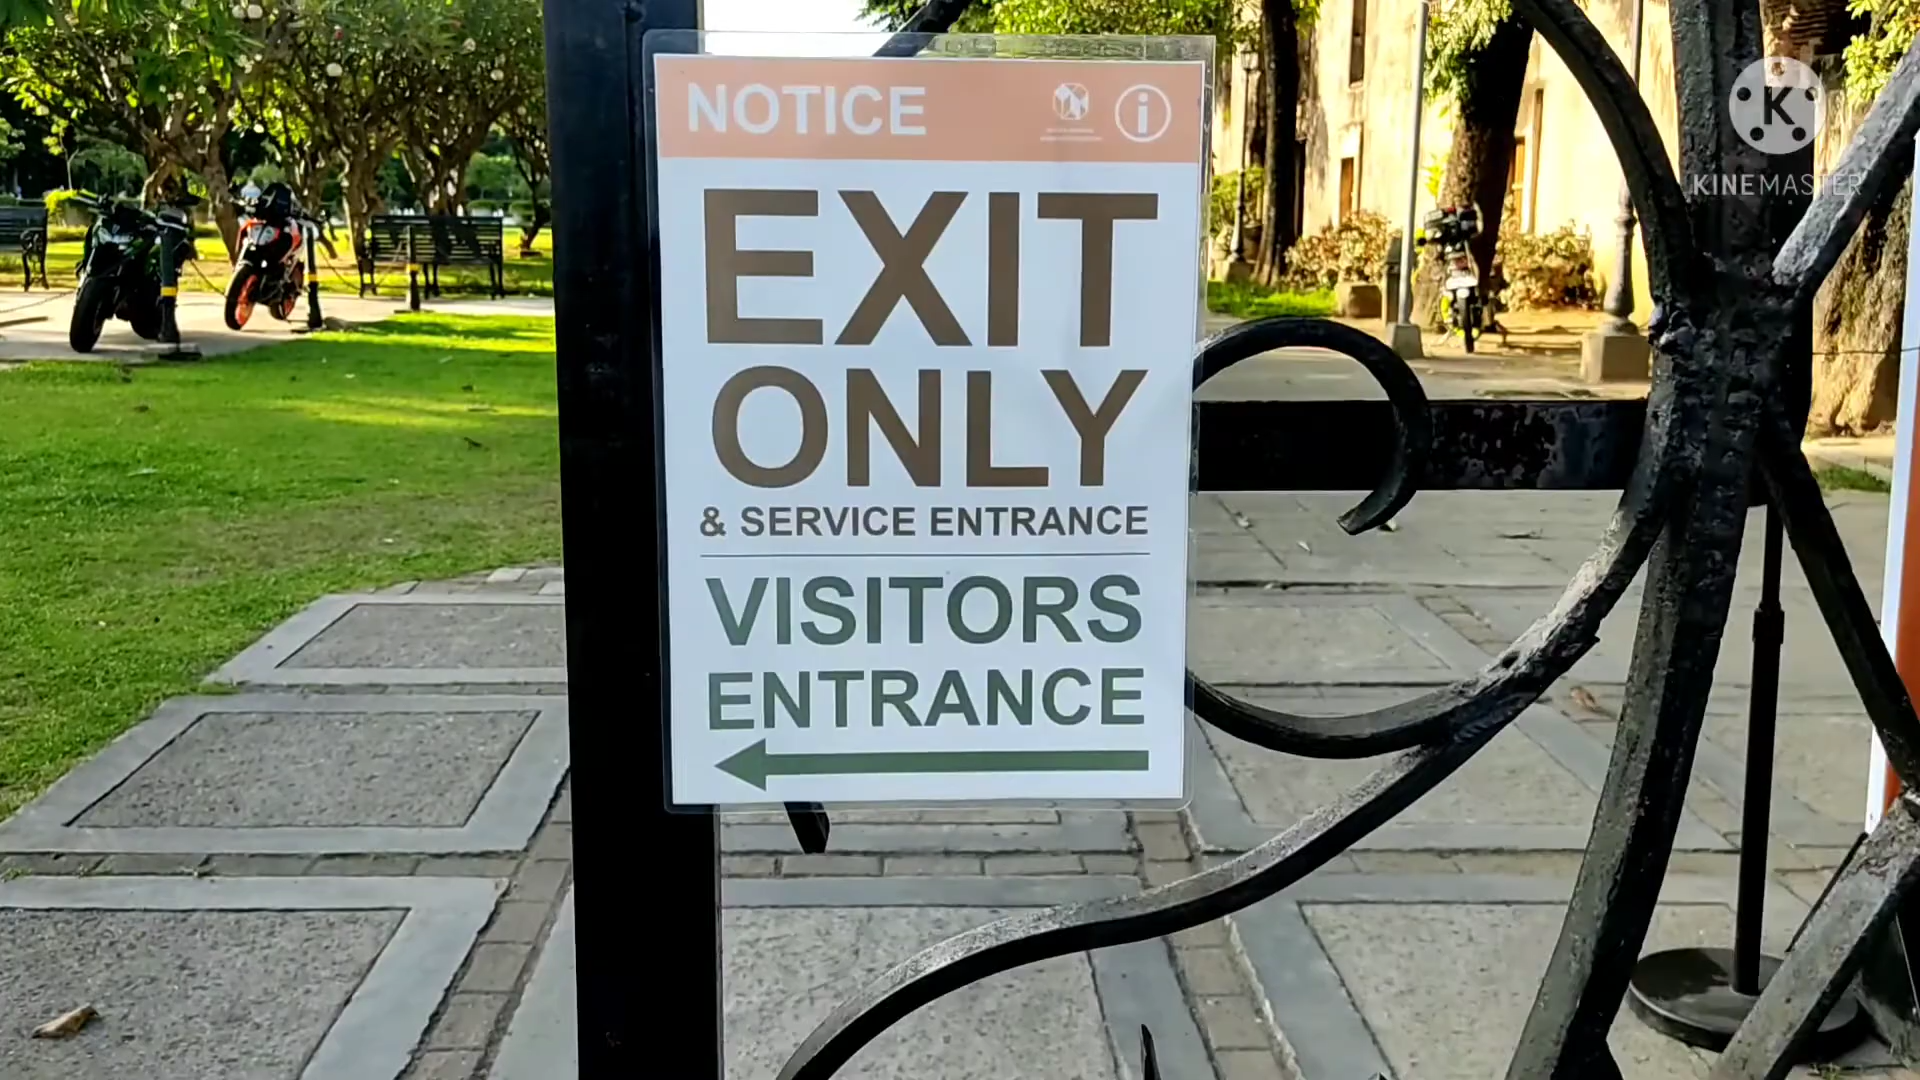 NOTICE
EXIT
ONLY
& SERVICE ENTRANCE
VISITORS
ENTRANCE
K
KINEMASTER